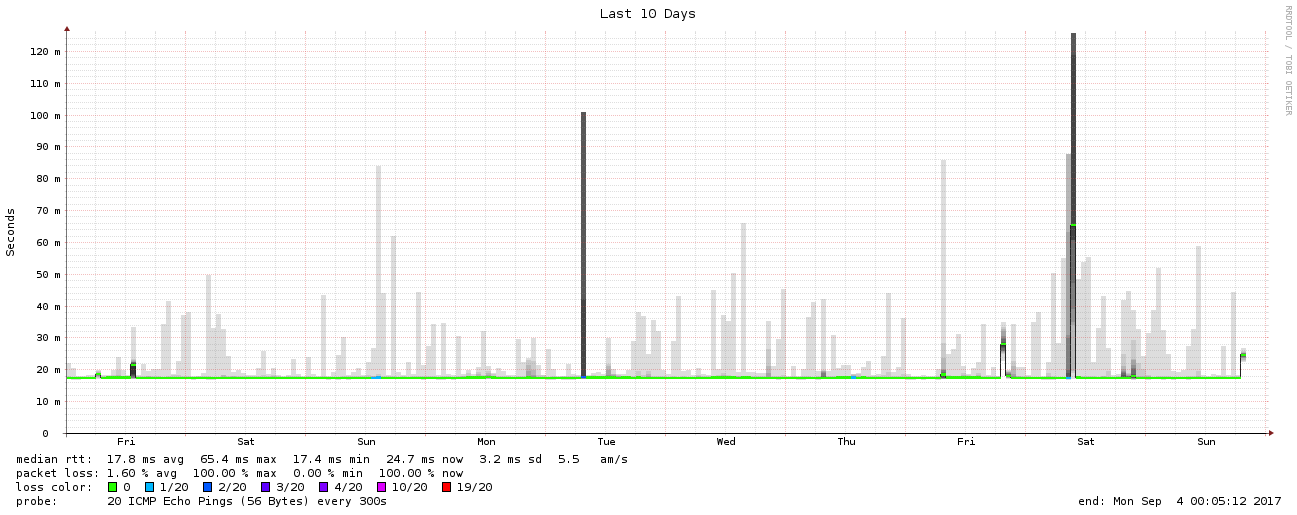 Last 10 Days
RRDTOOL / TOBI OETIKER
Seconds
120 m
110 m
100 m
90 m
80 m
70 m
60 m
50 m
40 m
30 m
20 m
10 m
0
Fri Sat Sun Mon Tue Wed Thu Fri Sat Sun
median rtt: 17.8 ms avg 65.4 ms max 17.4 ms min 24.7 ms now 3.2 ms sd 5.5 am/s
packet loss: 1.60 % avg 100.00 % max 0.00 % min 100.00 % now
loss color: 0 1/20 2/20 3/20 4/20 10/20 19/20
probe: 20 ICMP Echo Pings (56 Bytes) every 300s end: Mon Sep 4 00:05:12 2017